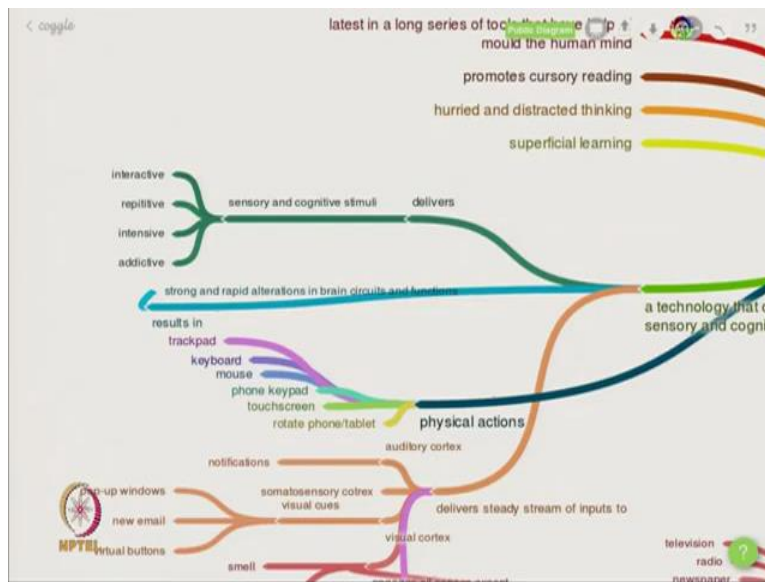 coggle
latest in a long series of tools that have help
mould the human mind
Public Diagram
promotes cursory reading
hurried and distracted thinking
superficial learning
interactive
repititive
intensive
addictive
sensory and cognitive stimuli
delivers
strong and rapid alterations in brain circuits and functions
results in
a technology that
sensory and cogni
trackpad
keyboard
mouse
phone keypad
touchscreen
rotate phone/tablet
physical actions
auditory cortex
notifications
somatosensory cotrex
visual cues
pop-up windows
new email
virtual buttons
delivers steady stream of inputs to
visual cortex
smell
television
radio
newspaper
NPTEL
?